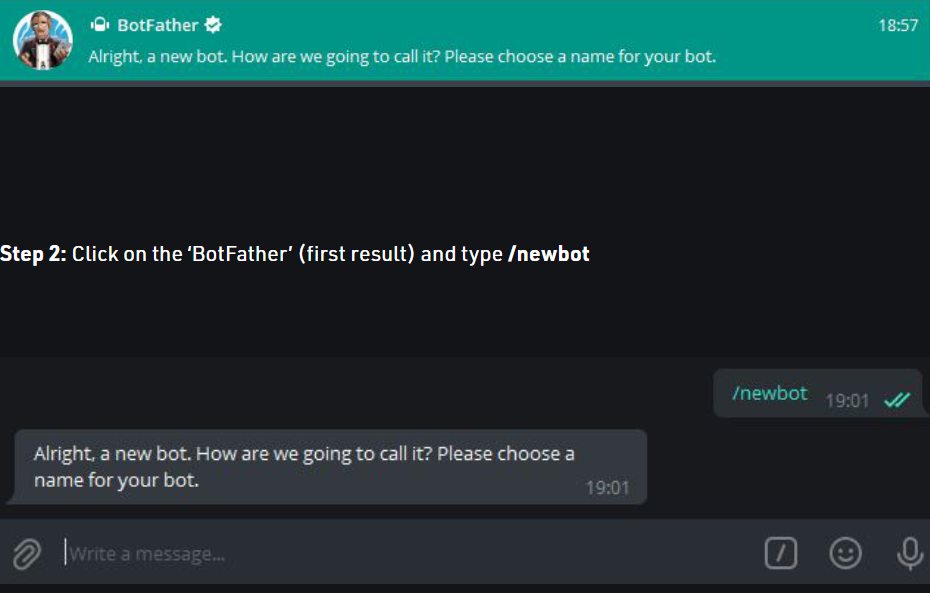 BotFather 18:57
Alright, a new bot. How are we going to call it? Please choose a name for your bot.
Step 2: Click on the ‘BotFather’ (first result) and type /newbot
/newbot 19:01
Alright, a new bot. How are we going to call it? Please choose a
name for your bot. 19:01
Write a message...